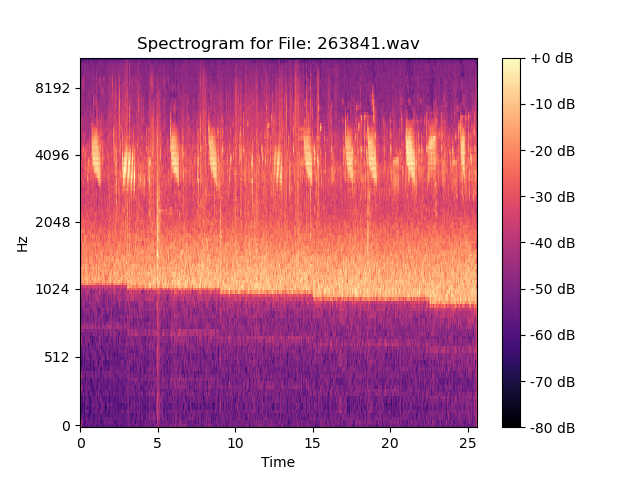 Spectrogram for File: 263841.wav
Hz
8192
4096
2048
1024
512
0
0 5 10 15 20 25
Time
+0 dB
-10 dB
-20 dB
-30 dB
-40 dB
-50 dB
-60 dB
-70 dB
-80 dB